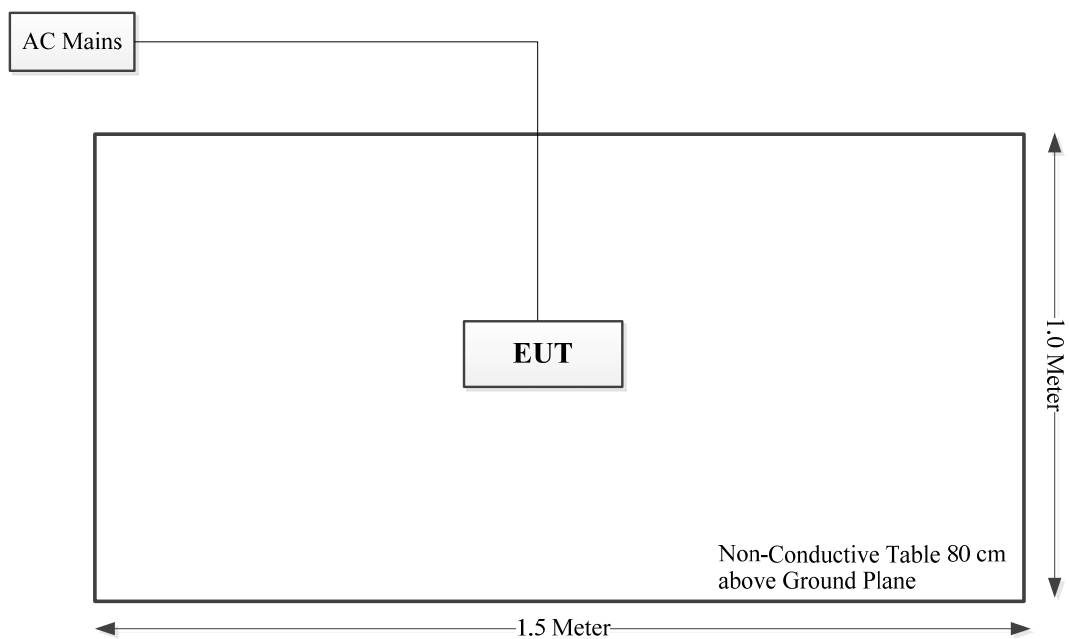 AC Mains
EUT
1.0 Meter
Non-Conductive Table 80 cm
above Ground Plane
1.5 Meter